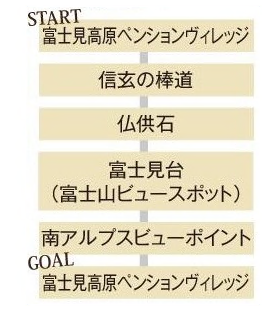 START
富士見高原ペンションヴィレッジ
信玄の棒道
仏供石
富士見台
（富士山ビュースポット）
南アルプスビューポイント
GOAL
富士見高原ペンションヴィレッジ